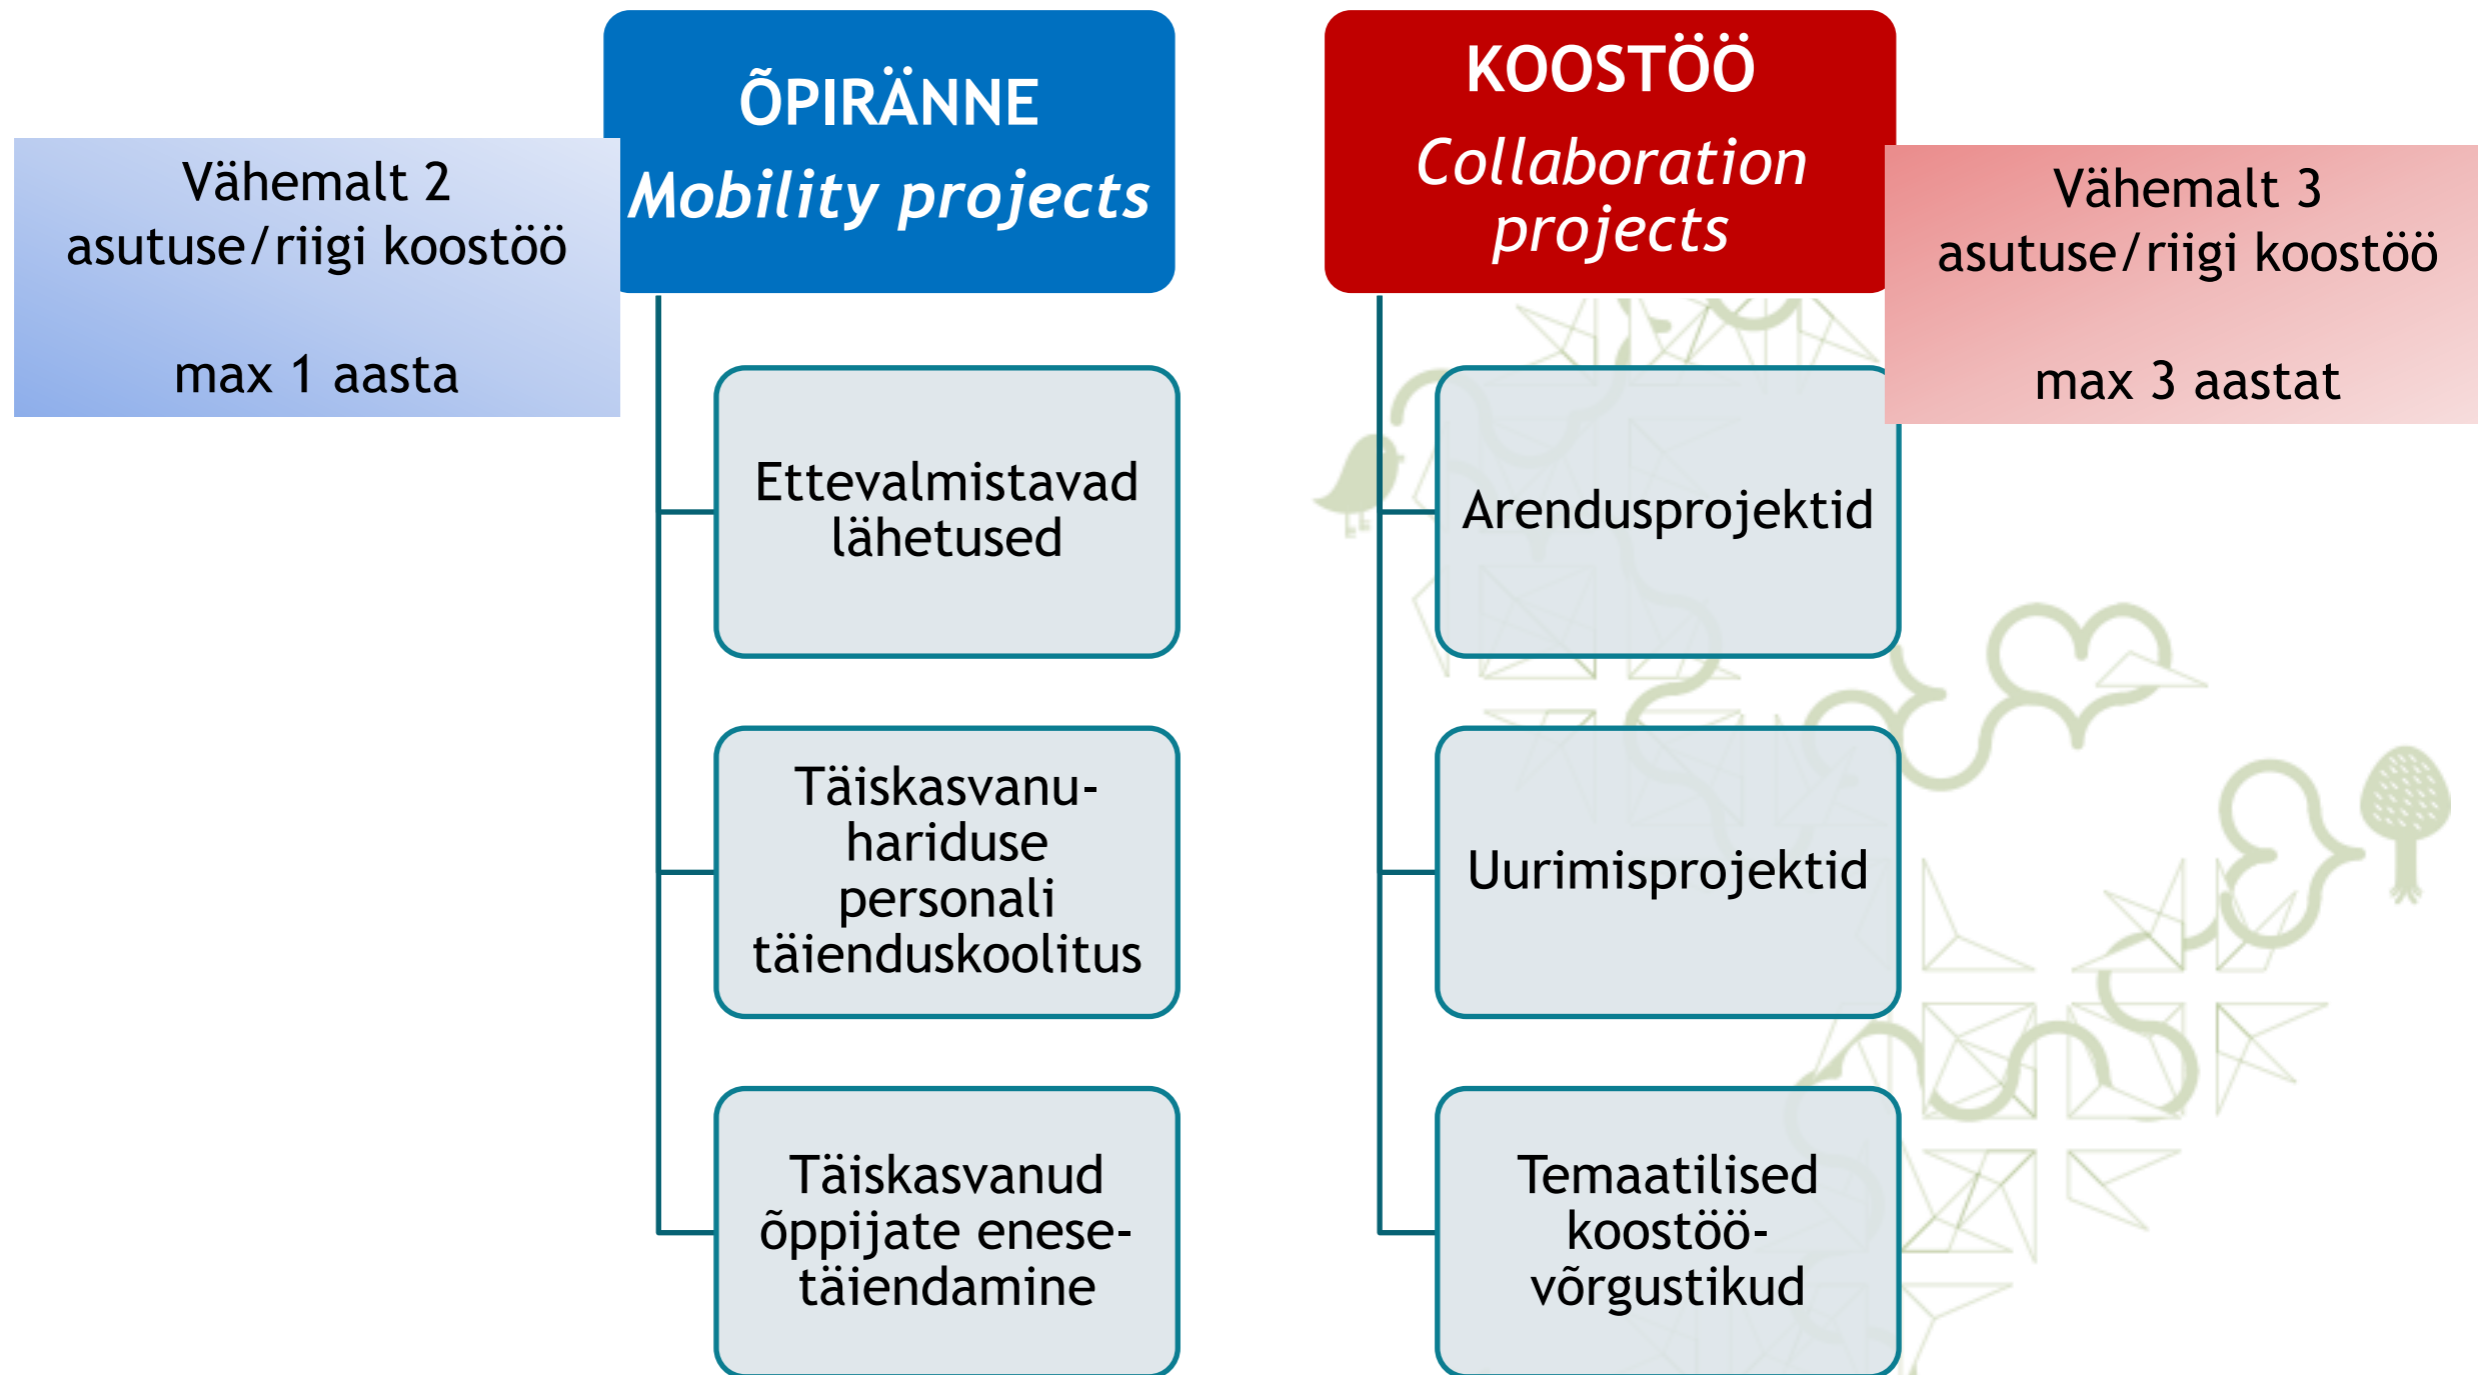 ÕPIRÄNNE
Mobility projects
Vähemalt 2
asutuse/riigi koostöö
max 1 aasta
Ettevalmistavad
lähetused
Täiskasvanu-
hariduse
personali
täienduskoolitus
Täiskasvanud
õppijate enese-
täiendamine
KOOSTÖÖ
Collaboration
projects
Vähemalt 3
asutuse/riigi koostöö
max 3 aastat
Arendusprojektid
Uurimisprojektid
Temaatilised
koostöö-
võrgustikud